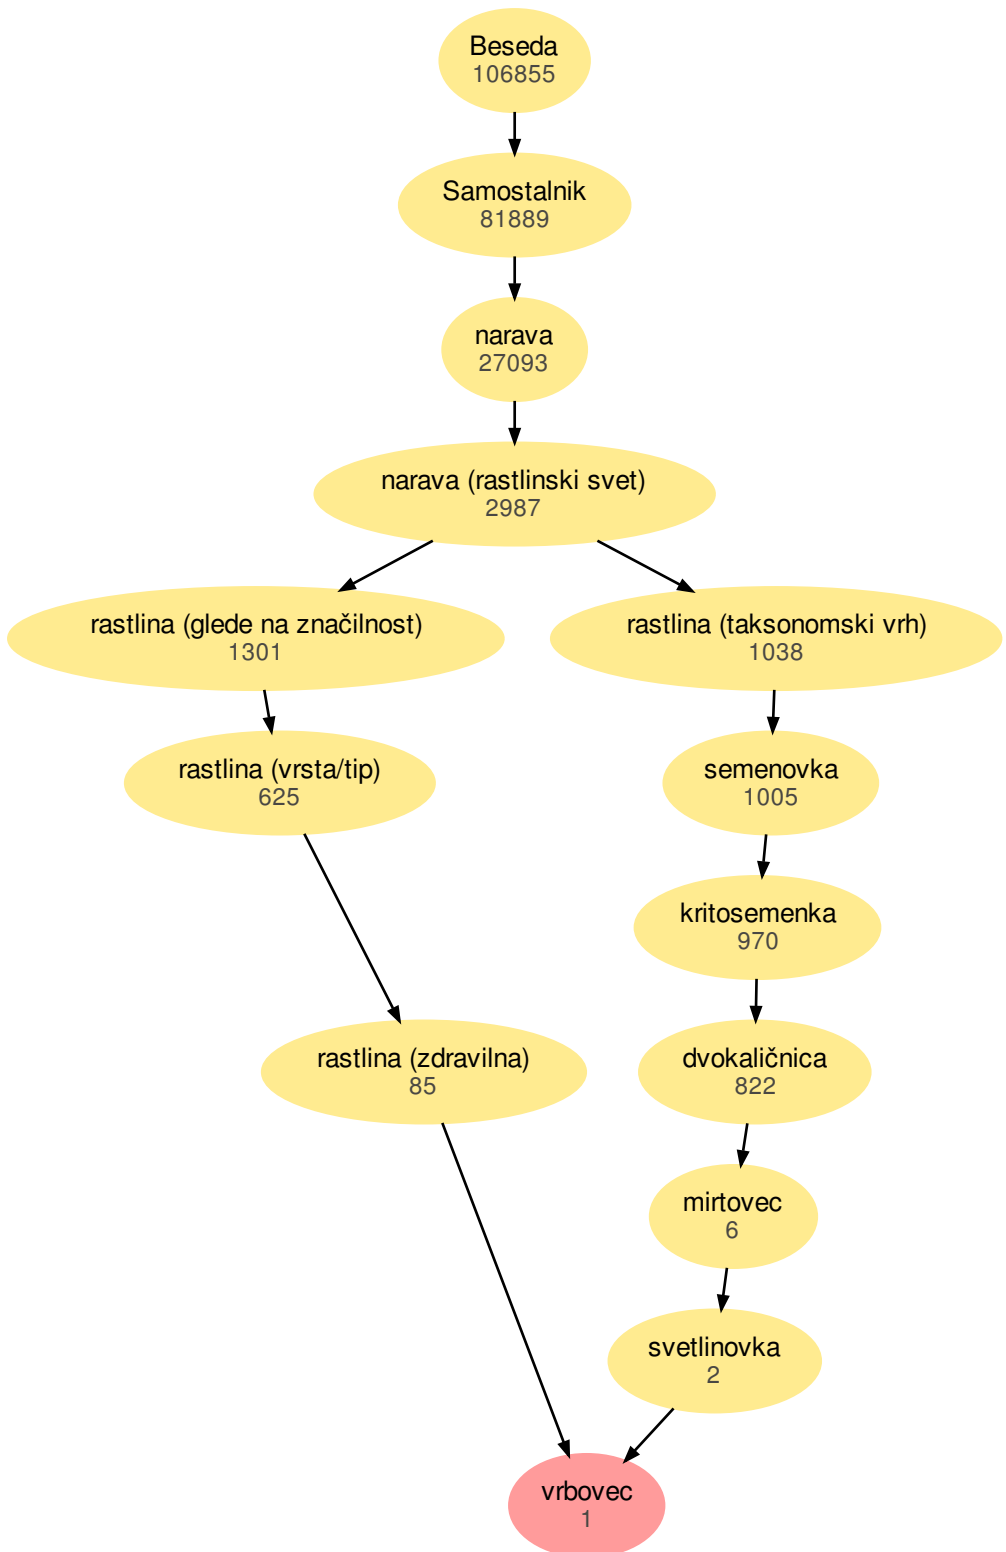 Beseda
106855
Samostalnik
81889
narava
27093
narava (rastlinski svet)
2987
rastlina (glede na značilnost)
1301
rastlina (taksonomski vrh)
1038
rastlina (vrsta/tip)
625
semenovka
1005
kritosemenka
970
rastlina (zdravilna)
85
dvokaličnica
822
mirtovec
6
svetlinovka
2
vrbovec
1